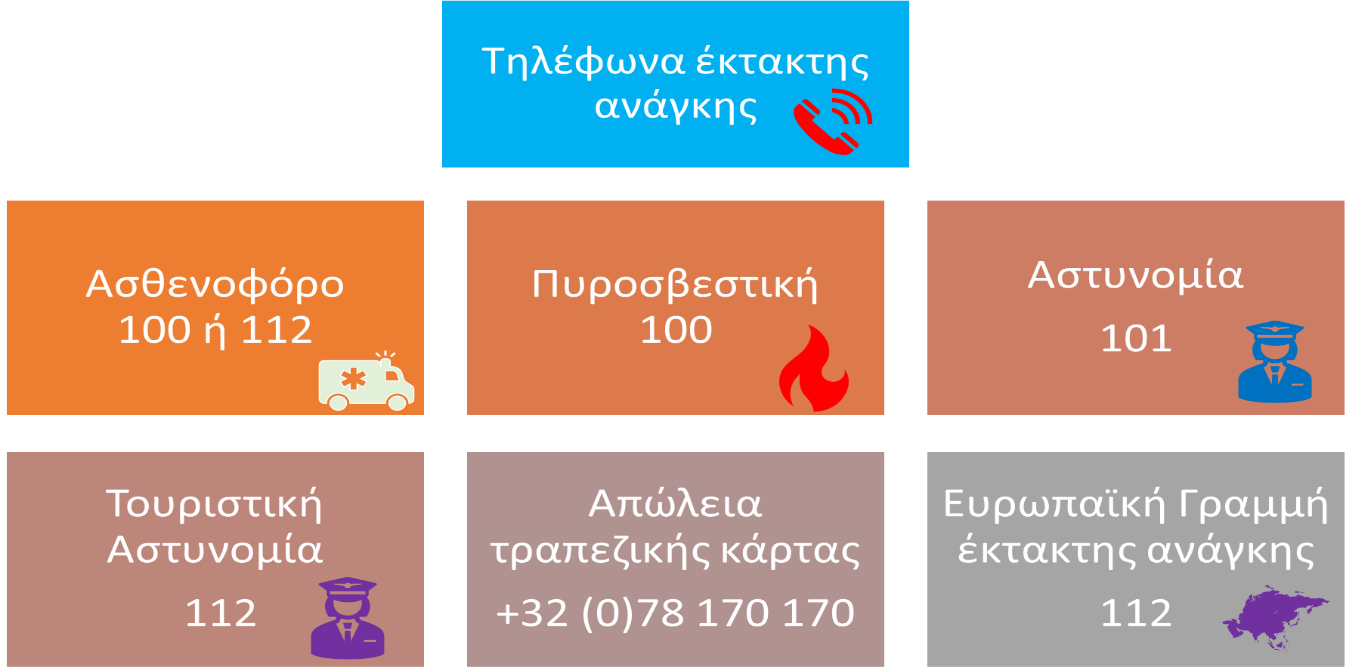 Τηλέφωνα έκτακτης
ανάγκης
Ασθενοφόρο
100 ή 112
Πυροσβεστική
100
Αστυνομία
101
Τουριστική
Αστυνομία
112
Απώλεια
τραπεζικής κάρτας
+32 (0)78 170 170
Ευρωπαϊκή Γραμμή
έκτακτης ανάγκης
112